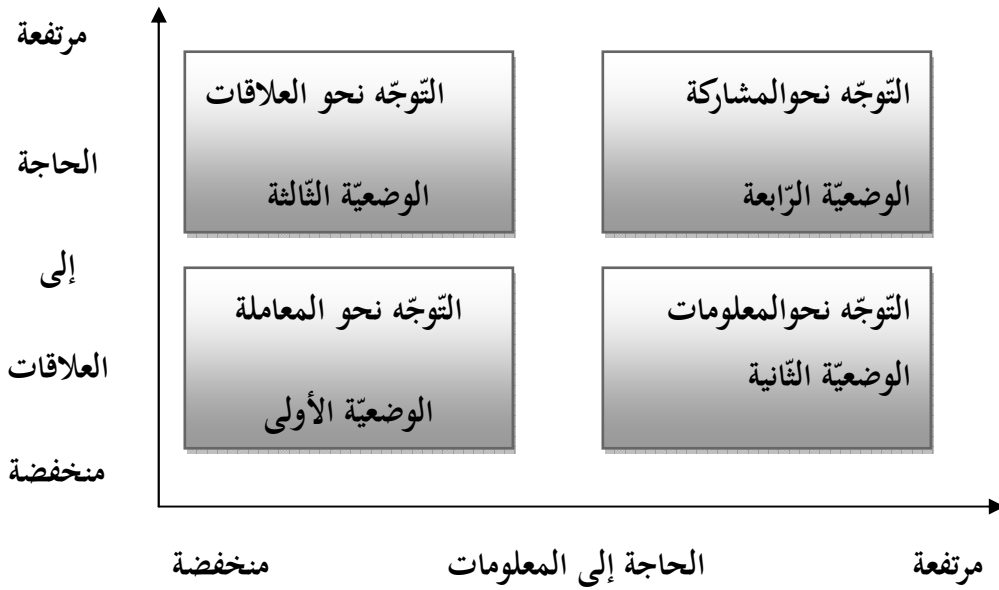 مرتفعة
الحاجة
إلى
العلاقات
منخفضة
التّوجّه نحو العلاقات
الوضعيّة الثّالثة
التّوجّه نحوالمشاركة
الوضعيّة الرّابعة
التّوجّه نحو المعاملة
الوضعيّة الأولى
التّوجّه نحوالمعلومات
الوضعيّة الثّانية
منخفضة
الحاجة إلى المعلومات
مرتفعة